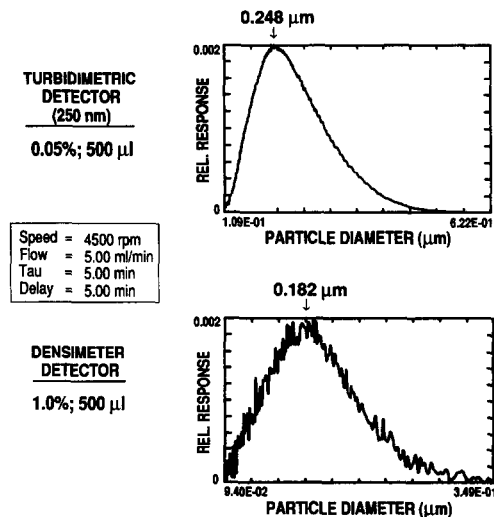 0.248 µm
↓
TURBIDIMETRIC
DETECTOR
(250 nm)
0.05%; 500 µl
REL. RESPONSE
0.002
0
1.09E-01
6.22E-01
PARTICLE DIAMETER (µm)
Speed = 4500 rpm
Flow = 5.00 ml/min
Tau = 5.00 min
Delay = 5.00 min
0.182 µm
↓
DENSIMETER
DETECTOR
1.0%; 500 µl
REL. RESPONSE
0.002
0
9.40E-02
3.49E-01
PARTICLE DIAMETER (µm)